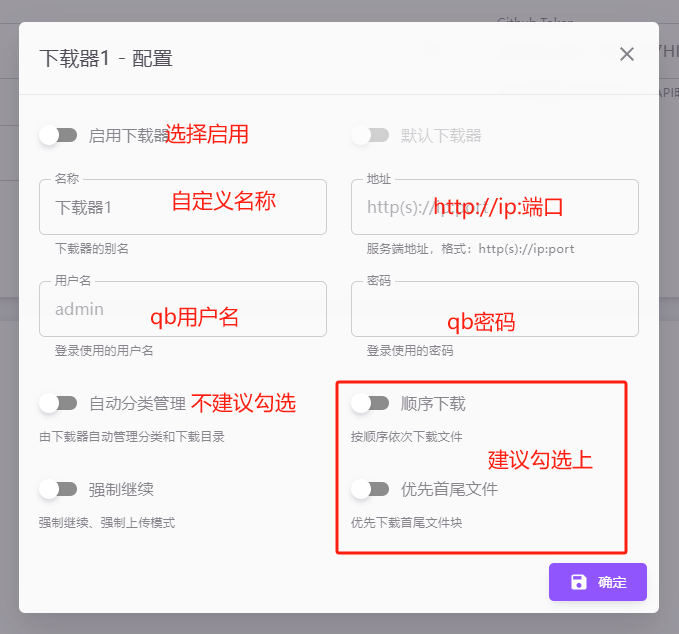 Github Token
下载器1 - 配置
启用下载器
选择启用
默认下载器
名称
下载器1
自定义名称
下载器的别名
地址
http://ip:端口
服务端地址，格式：http(s)://ip:port
用户名
admin
qb用户名
登录使用的用户名
密码
qb密码
登录使用的密码
自动分类管理
不建议勾选
由下载器自动管理分类和下载目录
顺序下载
按顺序依次下载文件
建议勾选上
强制继续
强制继续、强制上传模式
优先首尾文件
优先下载首尾文件块
确定